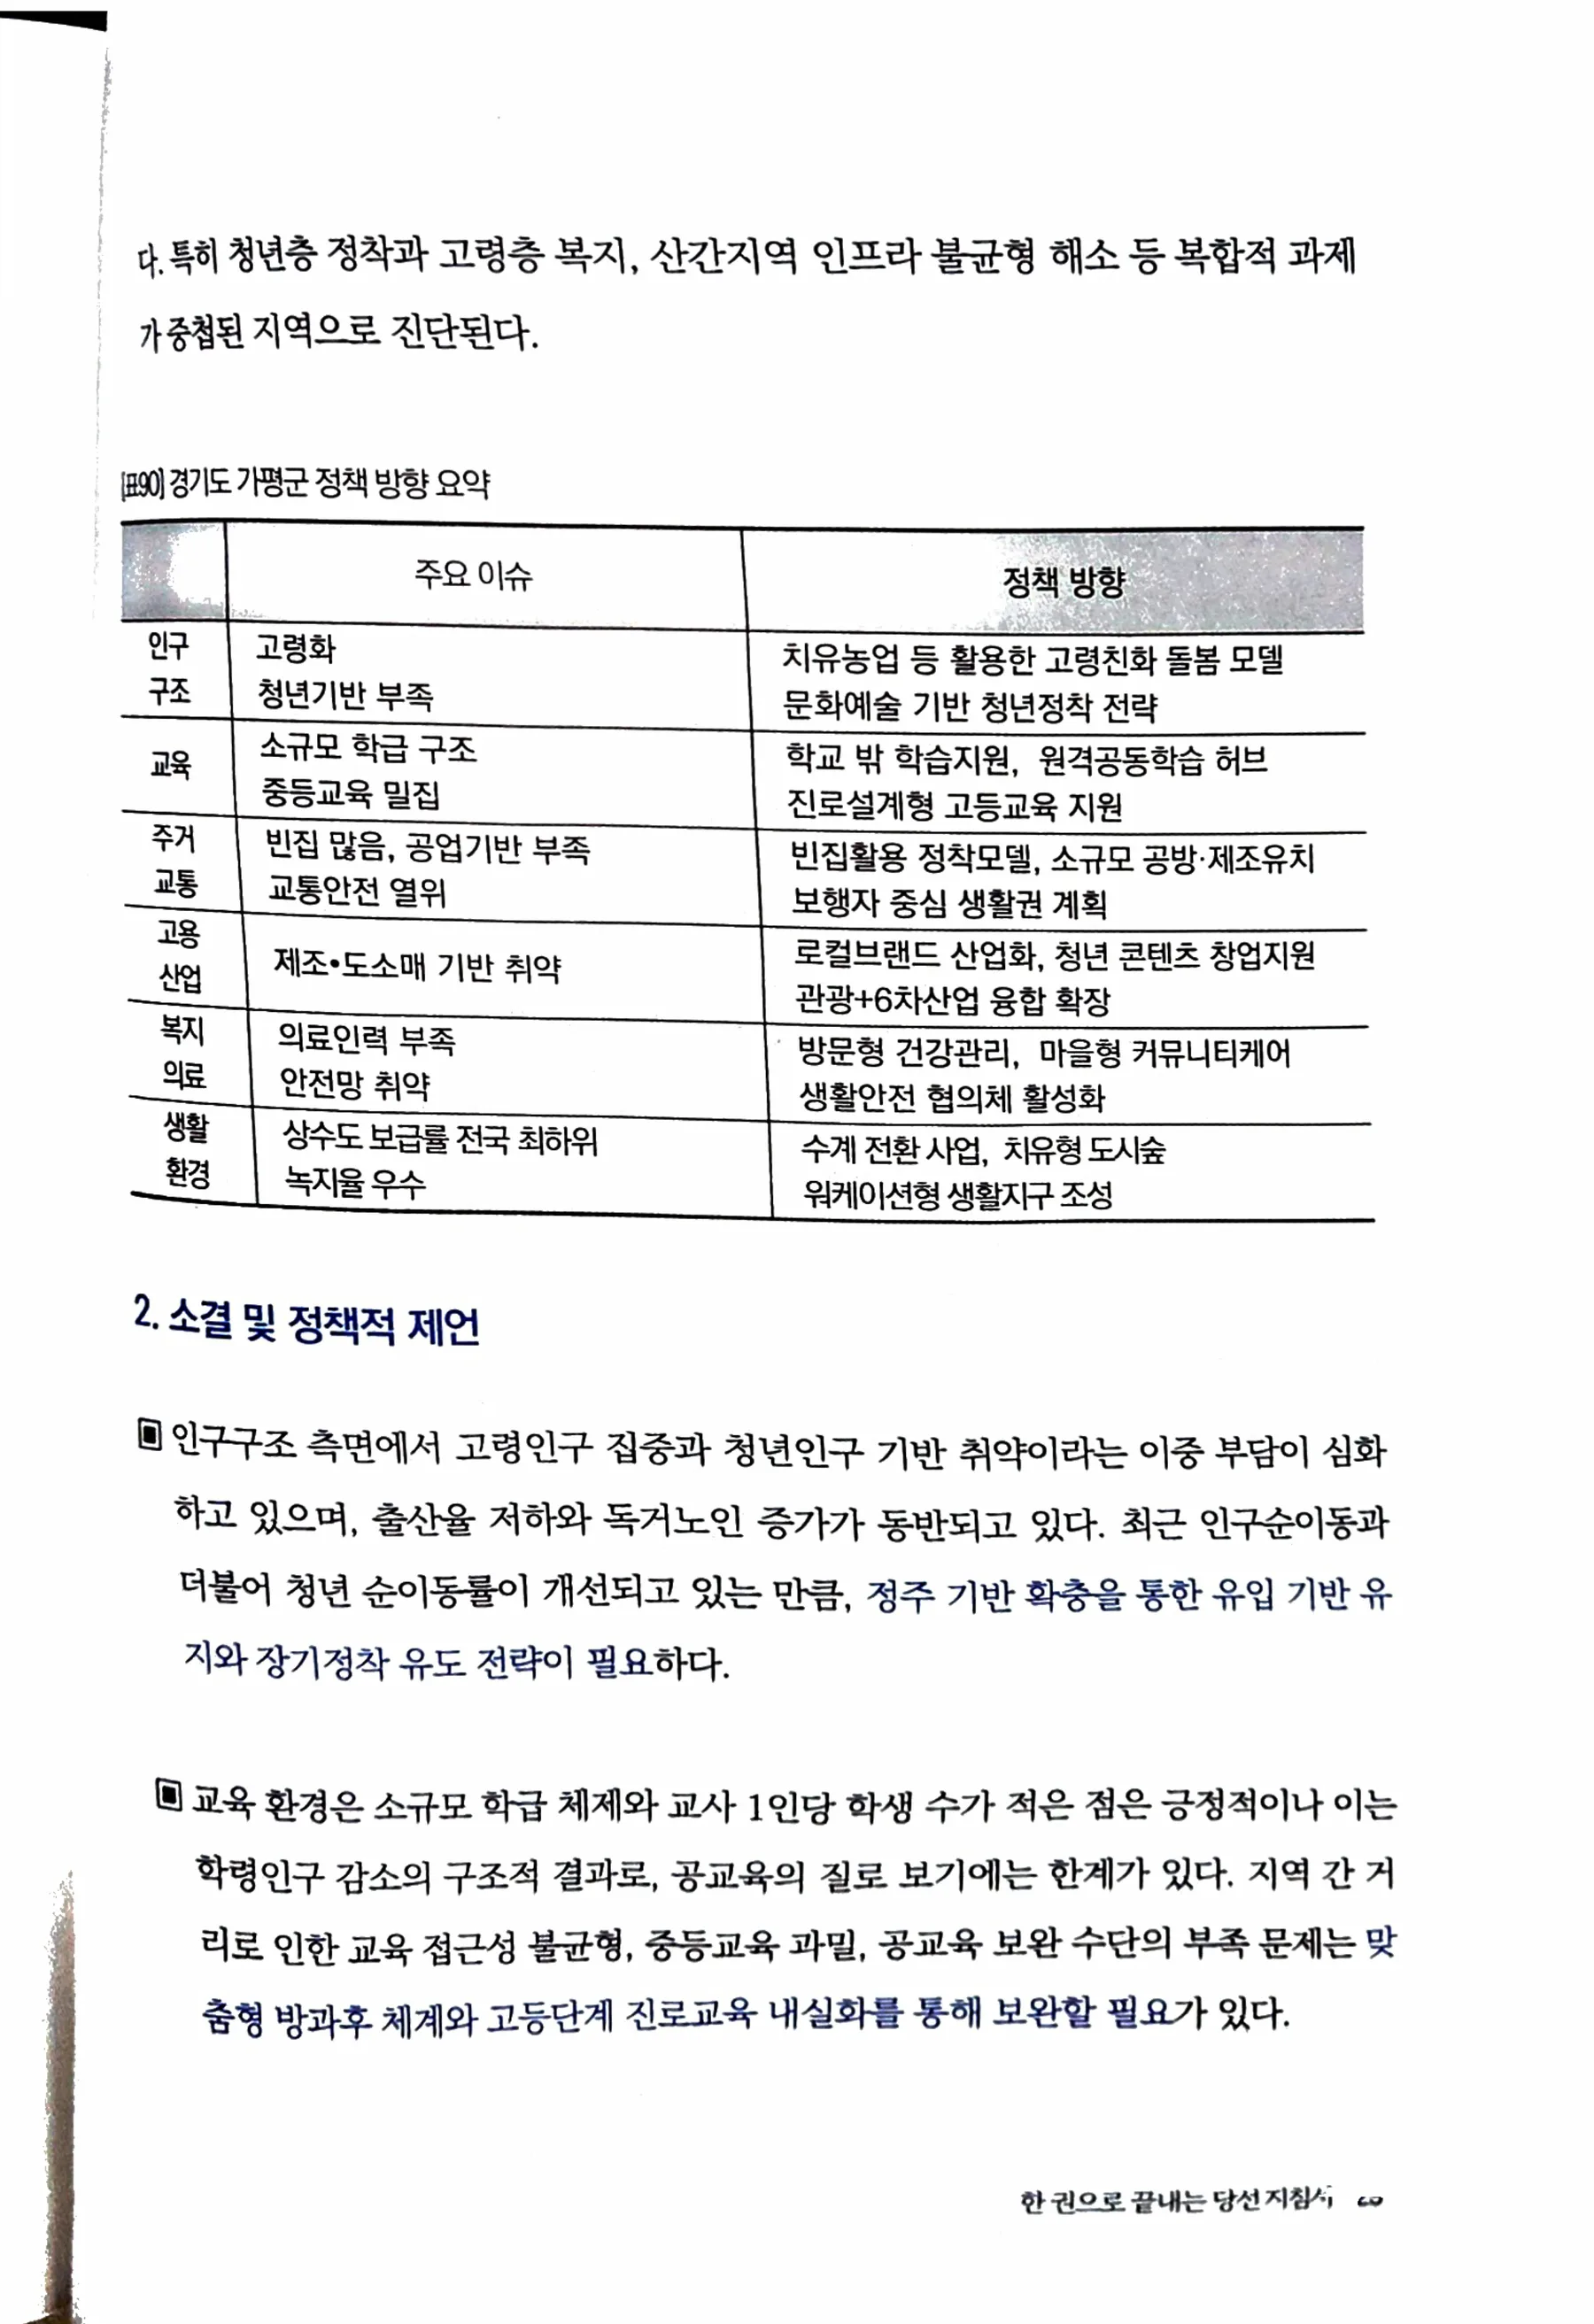 다. 특히 청년층 정착과 고령층 복지, 산간지역 인프라 불균형 해소 등 복합적 과제
가 중첩된 지역으로 진단된다.
[표90] 경기도 가평군 정책 방향 요약
주요 이슈 정책 방향
인구 고령화 치유농업 등 활용한 고령친화 돌봄 모델
구조 청년기반 부족 문화예술 기반 청년정착 전략
교육 소규모 학급 구조 학교 밖 학습지원, 원격공동학습 허브
중등교육 밀집 진로설계형 고등교육 지원
주거 빈집 많음, 공업기반 부족 빈집활용 정착모델, 소규모 공방·제조유치
교통 교통안전 열위 보행자 중심 생활권 계획
고용 제조•도소매 기반 취약 로컬브랜드 산업화, 청년 콘텐츠 창업지원
산업 관광+6차산업 융합 확장
복지 의료인력 부족 방문형 건강관리, 마을형 커뮤니티케어
의료 안전망 취약 생활안전 협의체 활성화
생활 상수도 보급률 전국 최하위 수계 전환 사업, 치유형 도시숲
환경 녹지율 우수 워케이션형 생활지구 조성
2. 소결 및 정책적 제언
▣ 인구구조 측면에서 고령인구 집중과 청년인구 기반 취약이라는 이중 부담이 심화
하고 있으며, 출산율 저하와 독거노인 증가가 동반되고 있다. 최근 인구순이동과
더불어 청년 순이동률이 개선되고 있는 만큼, 정주 기반 확충을 통한 유입 기반 유
지와 장기정착 유도 전략이 필요하다.
▣ 교육 환경은 소규모 학급 체제와 교사 1인당 학생 수가 적은 점은 긍정적이나 이는
학령인구 감소의 구조적 결과로, 공교육의 질로 보기에는 한계가 있다. 지역 간 거
리로 인한 교육 접근성 불균형, 중등교육 과밀, 공교육 보완 수단의 부족 문제는 맞
춤형 방과후 체계와 고등단계 진로교육 내실화를 통해 보완할 필요가 있다.
한 권으로 끝내는 당선 지침서